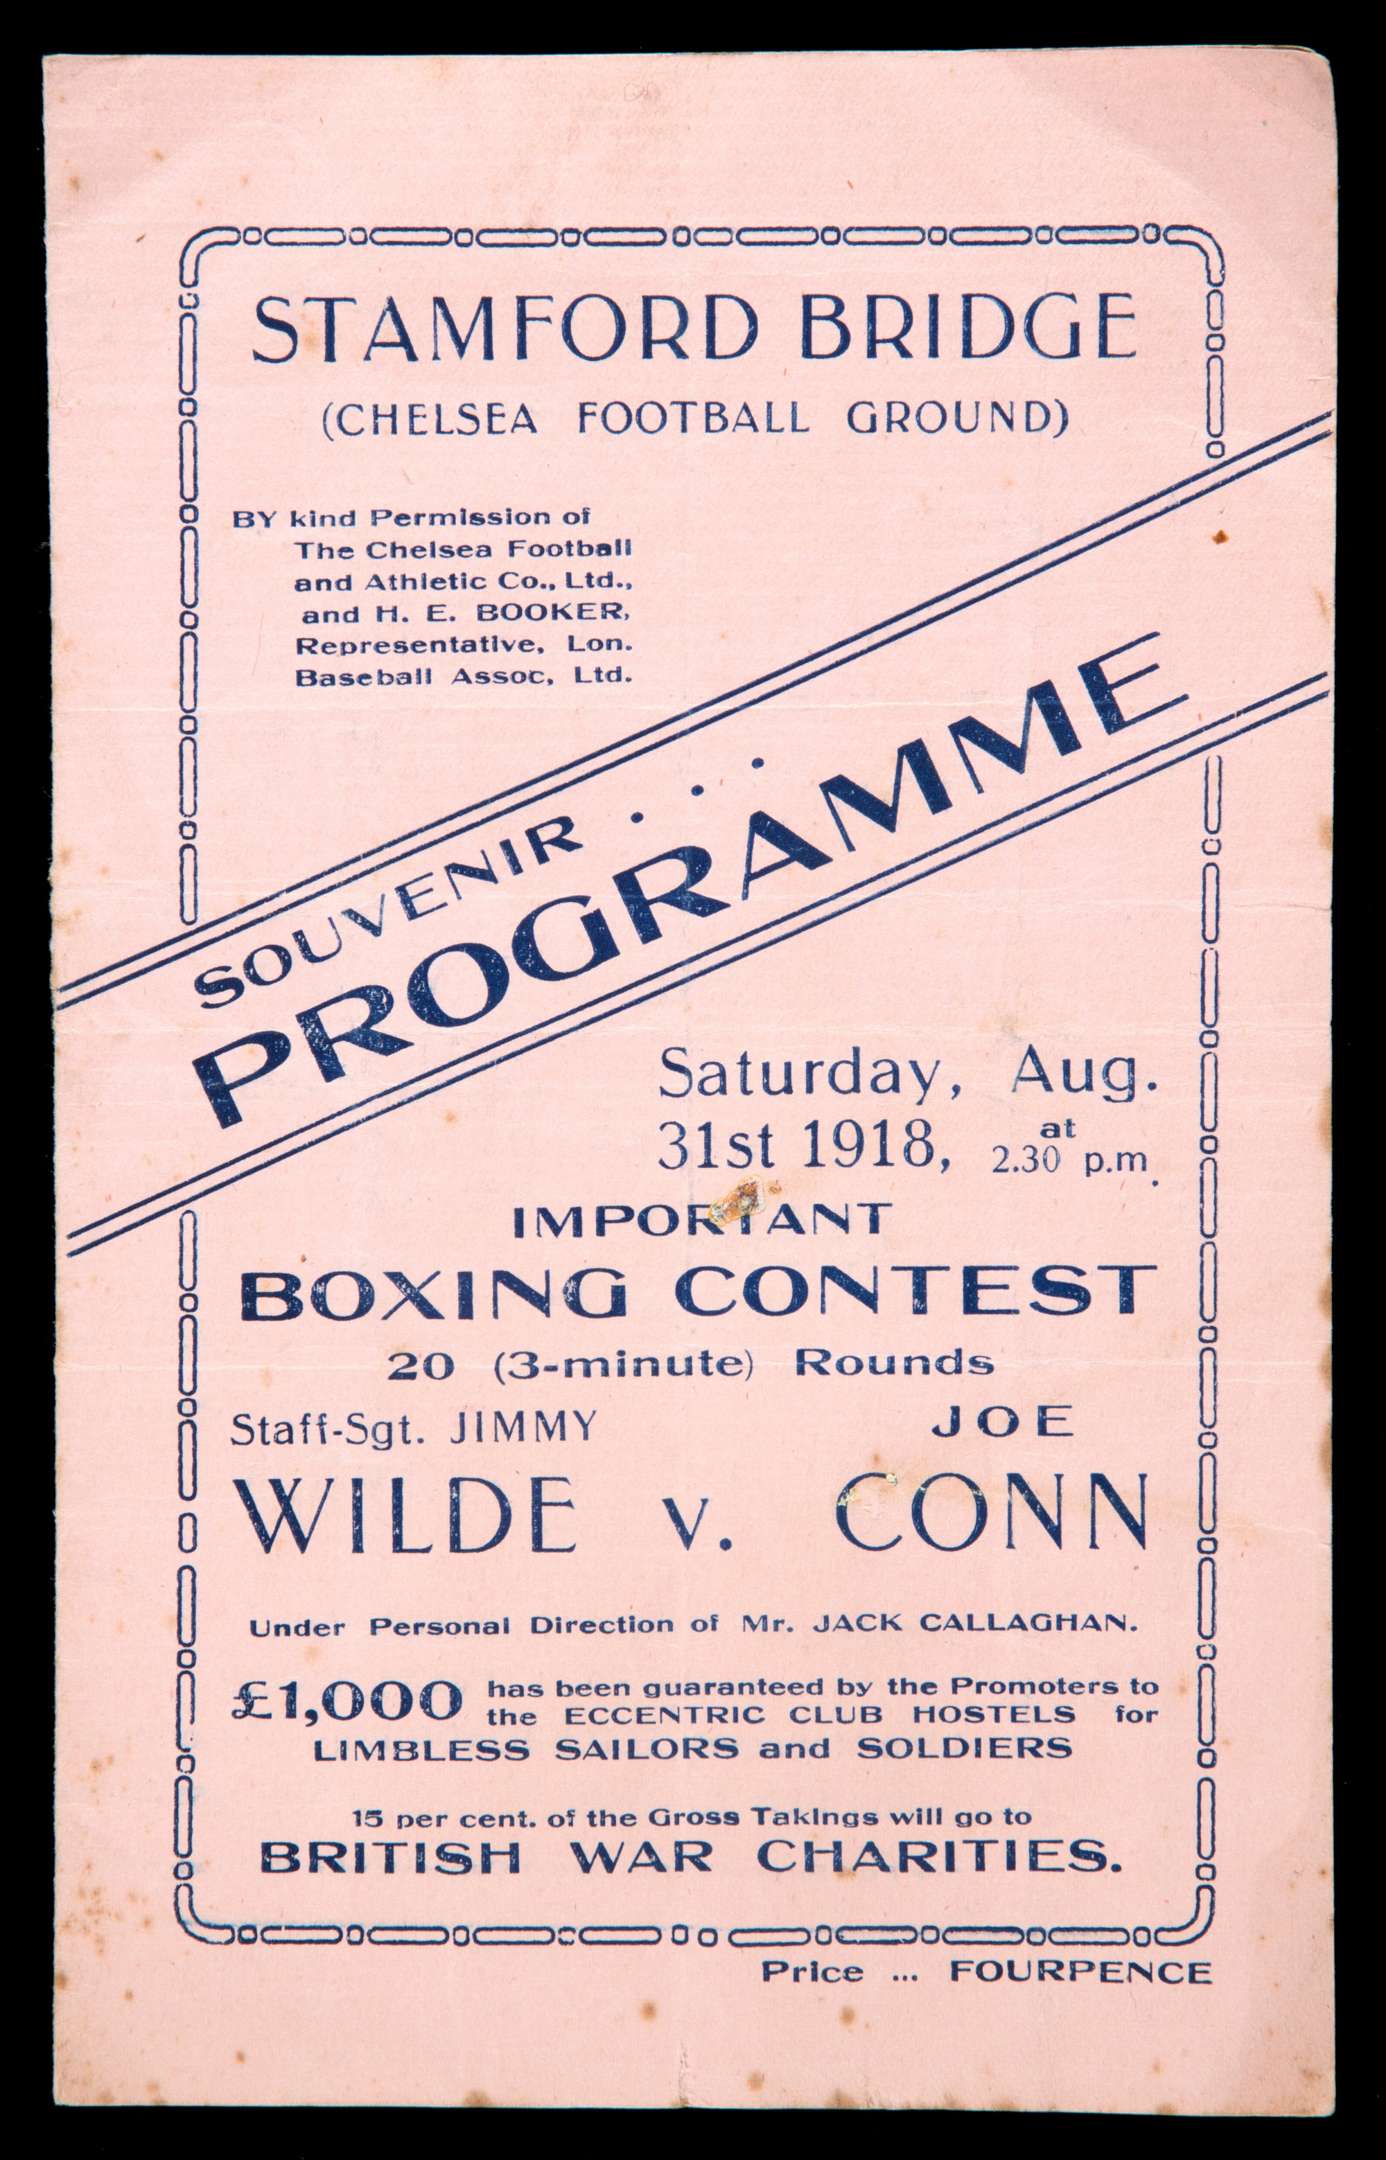 STAMFORD BRIDGE
(CHELSEA FOOTBALL GROUND)
BY kind Permission of
The Chelsea Football
and Athletic Co., Ltd.,
and H. E. BOOKER,
Representative, Lon.
Baseball Assoc, Ltd.
SOUVENIR . . .
PROGRAMME
Saturday, Aug.
31st 1918, at 2.30 p.m.
IMPORTANT
BOXING CONTEST
20 (3-minute) Rounds
Staff-Sgt. JIMMY JOE
WILDE v. CONN
Under Personal Direction of Mr. JACK CALLAGHAN.
£1,000 has been guaranteed by the Promoters to
the ECCENTRIC CLUB HOSTELS for
LIMBLESS SAILORS and SOLDIERS
15 per cent. of the Gross Takings will go to
BRITISH WAR CHARITIES.
Price ... FOURPENCE